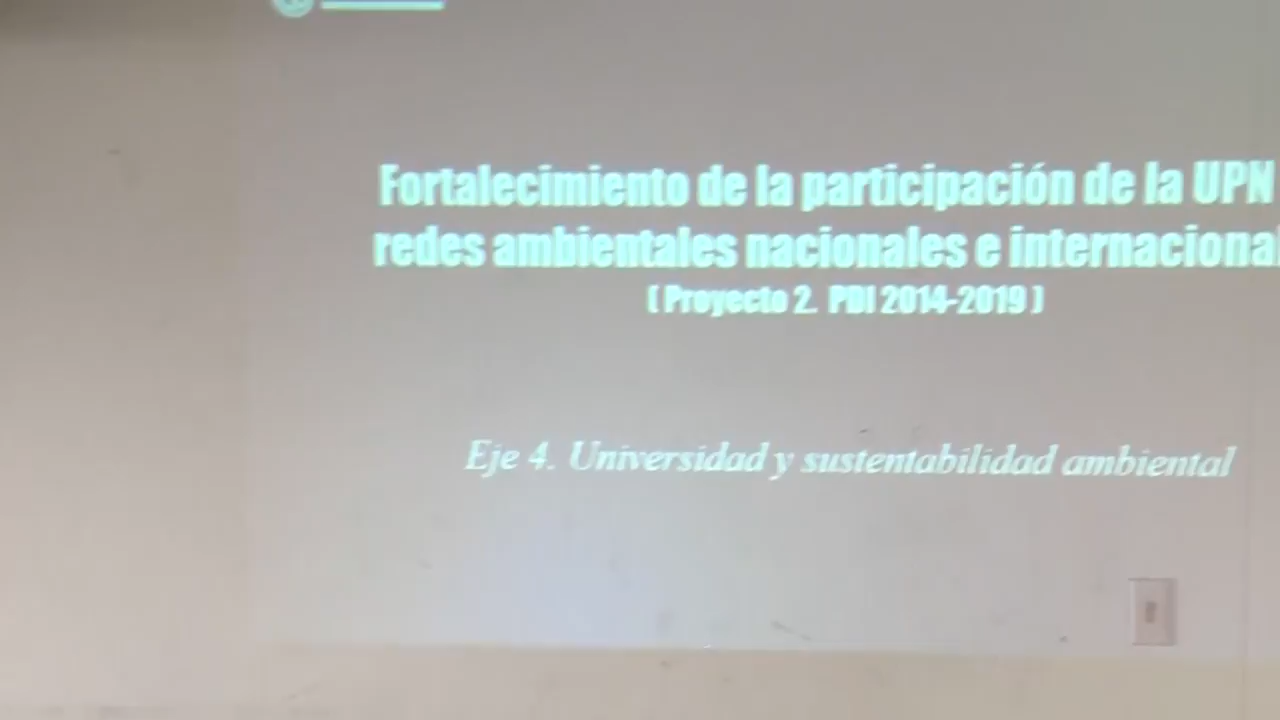 Fortalecimiento de la participación de la UPN
redes ambientales nacionales e internacional
( Proyecto 2. PDI 2014-2019 )
Eje 4. Universidad y sustentabilidad ambiental